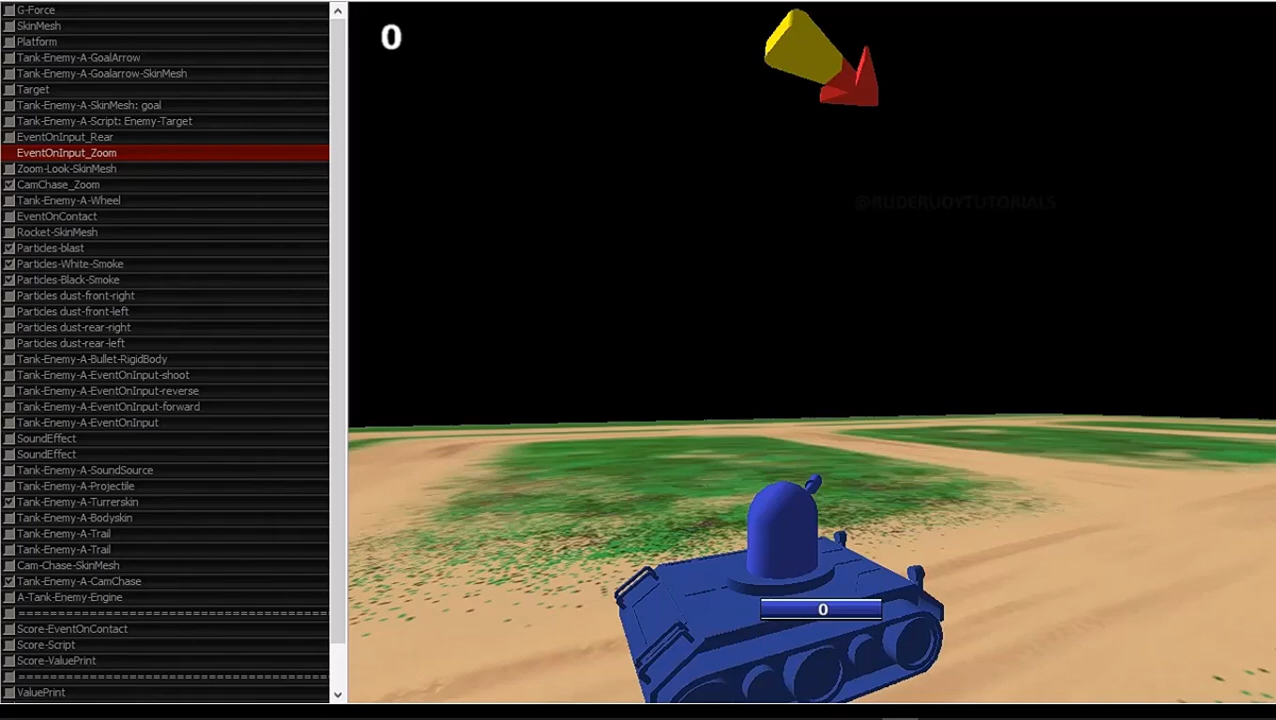 G-Force
SkinMesh
Platform
Tank-Enemy-A-GoalArrow
Tank-Enemy-A-Goalarrow-SkinMesh
Target
Tank-Enemy-A-SkinMesh: goal
Tank-Enemy-A-Script: Enemy-Target
EventOnInput_Rear
EventOnInput_Zoom
Zoom-Look-SkinMesh
CamChase_Zoom
Tank-Enemy-A-Wheel
EventOnContact
Rocket-SkinMesh
Particles-blast
Particles-White-Smoke
Particles-Black-Smoke
Particles dust-front-right
Particles dust-front-left
Particles dust-rear-right
Particles dust-rear-left
Tank-Enemy-A-Bullet-RigidBody
Tank-Enemy-A-EventOnInput-shoot
Tank-Enemy-A-EventOnInput-reverse
Tank-Enemy-A-EventOnInput-forward
Tank-Enemy-A-EventOnInput
SoundEffect
SoundEffect
Tank-Enemy-A-SoundSource
Tank-Enemy-A-Projectile
Tank-Enemy-A-Turrerskin
Tank-Enemy-A-Bodyskin
Tank-Enemy-A-Trail
Tank-Enemy-A-Trail
Cam-Chase-SkinMesh
Tank-Enemy-A-CamChase
A-Tank-Enemy-Engine
=======================================
Score-EventOnContact
Score-Script
Score-ValuePrint
=======================================
ValuePrint
0
@RUDERUDYTUTORIALS
0